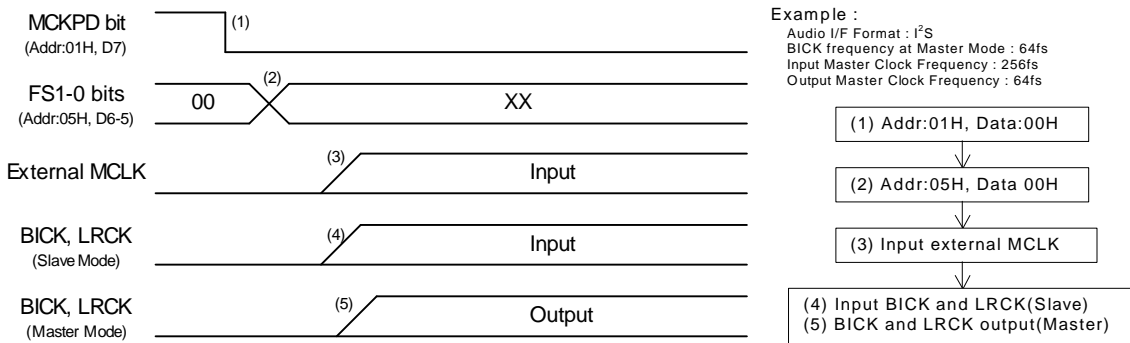 MCKPD bit
(Addr:01H, D7)
(1)
FS1-0 bits
(Addr:05H, D6-5)
00
(2)
XX
External MCLK
(3)
Input
BICK, LRCK
(Slave Mode)
(4)
Input
BICK, LRCK
(Master Mode)
(5)
Output
Example :
Audio I/F Format : I²S
BICK frequency at Master Mode : 64fs
Input Master Clock Frequency : 256fs
Output Master Clock Frequency : 64fs
(1) Addr:01H, Data:00H
(2) Addr:05H, Data 00H
(3) Input external MCLK
(4) Input BICK and LRCK(Slave)
(5) BICK and LRCK output(Master)